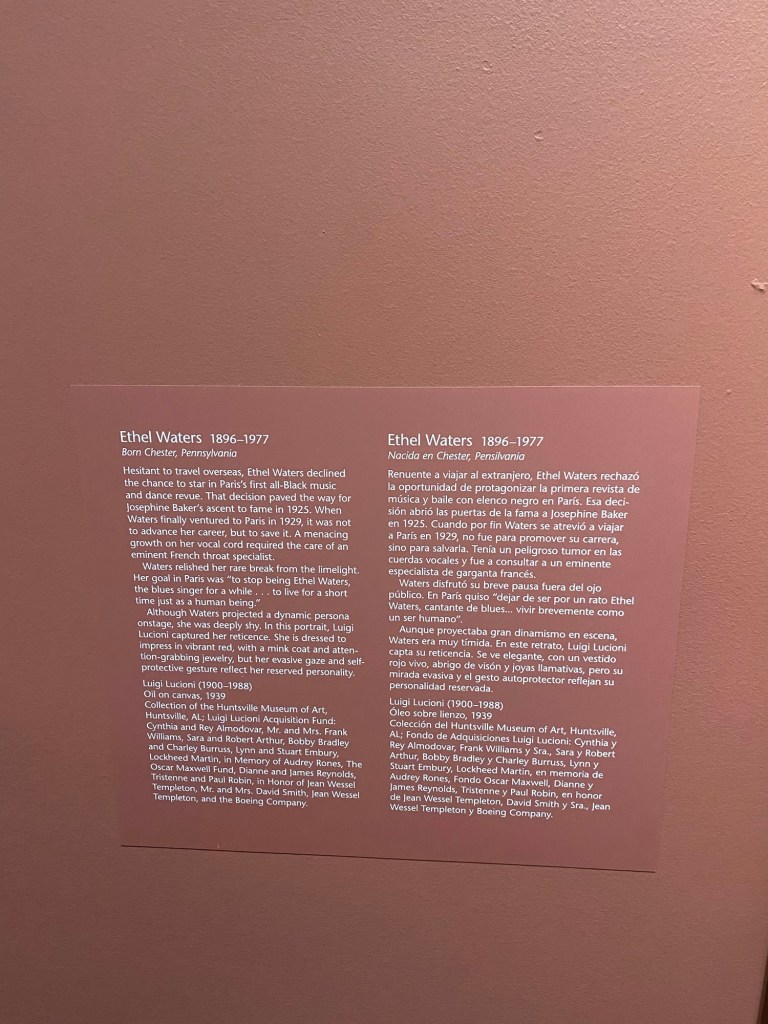 Ethel Waters 1896–1977
Born Chester, Pennsylvania
Hesitant to travel overseas, Ethel Waters declined
the chance to star in Paris's first all-Black music
and dance revue. That decision paved the way for
Josephine Baker's ascent to fame in 1925. When
Waters finally ventured to Paris in 1929, it was not
to advance her career, but to save it. A menacing
growth on her vocal cord required the care of an
eminent French throat specialist.
Waters relished her rare break from the limelight.
Her goal in Paris was “to stop being Ethel Waters,
the blues singer for a while . . . to live for a short
time just as a human being.”
Although Waters projected a dynamic persona
onstage, she was deeply shy. In this portrait, Luigi
Lucioni captured her reticence. She is dressed to
impress in vibrant red, with a mink coat and atten-
tion-grabbing jewelry, but her evasive gaze and self-
protective gesture reflect her reserved personality.
Luigi Lucioni (1900–1988)
Oil on canvas, 1939
Collection of the Huntsville Museum of Art,
Huntsville, AL; Luigi Lucioni Acquisition Fund:
Cynthia and Rey Almodovar, Mr. and Mrs. Frank
Williams, Sara and Robert Arthur, Bobby Bradley
and Charley Burruss, Lynn and Stuart Embury,
Lockheed Martin, in Memory of Audrey Rones, The
Oscar Maxwell Fund, Dianne and James Reynolds,
Tristenne and Paul Robin, in Honor of Jean Wessel
Templeton, Mr. and Mrs. David Smith, Jean Wessel
Templeton, and the Boeing Company.
Ethel Waters 1896–1977
Nacida en Chester, Pensilvania
Renuente a viajar al extranjero, Ethel Waters rechazó
la oportunidad de protagonizar la primera revista de
música y baile con elenco negro en París. Esa deci-
sión abrió las puertas de la fama a Josephine Baker
en 1925. Cuando por fin Waters se atrevió a viajar
a París en 1929, no fue para promover su carrera,
sino para salvarla. Tenía un peligroso tumor en las
cuerdas vocales y fue a consultar a un eminente
especialista de garganta francés.
Waters disfrutó su breve pausa fuera del ojo
público. En París quiso “dejar de ser por un rato Ethel
Waters, cantante de blues... vivir brevemente como
un ser humano”.
Aunque proyectaba gran dinamismo en escena,
Waters era muy tímida. En este retrato, Luigi Lucioni
capta su reticencia. Se ve elegante, con un vestido
rojo vivo, abrigo de visón y joyas llamativas, pero su
mirada evasiva y el gesto autoprotector reflejan su
personalidad reservada.
Luigi Lucioni (1900–1988)
Óleo sobre lienzo, 1939
Colección del Huntsville Museum of Art, Huntsville,
AL; Fondo de Adquisiciones Luigi Lucioni: Cynthia y
Rey Almodovar, Frank Williams y Sra., Sara y Robert
Arthur, Bobby Bradley y Charley Burruss, Lynn y
Stuart Embury, Lockheed Martin, en memoria de
Audrey Rones, Fondo Oscar Maxwell, Dianne y
James Reynolds, Tristenne y Paul Robin, en honor
de Jean Wessel Templeton, David Smith y Sra., Jean
Wessel Templeton y Boeing Company.